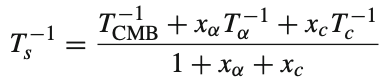 T_s^{-1} = \frac{T_{\mathrm{CMB}}^{-1} + x_\alpha T_\alpha^{-1} + x_c T_c^{-1}}{1 + x_\alpha + x_c}